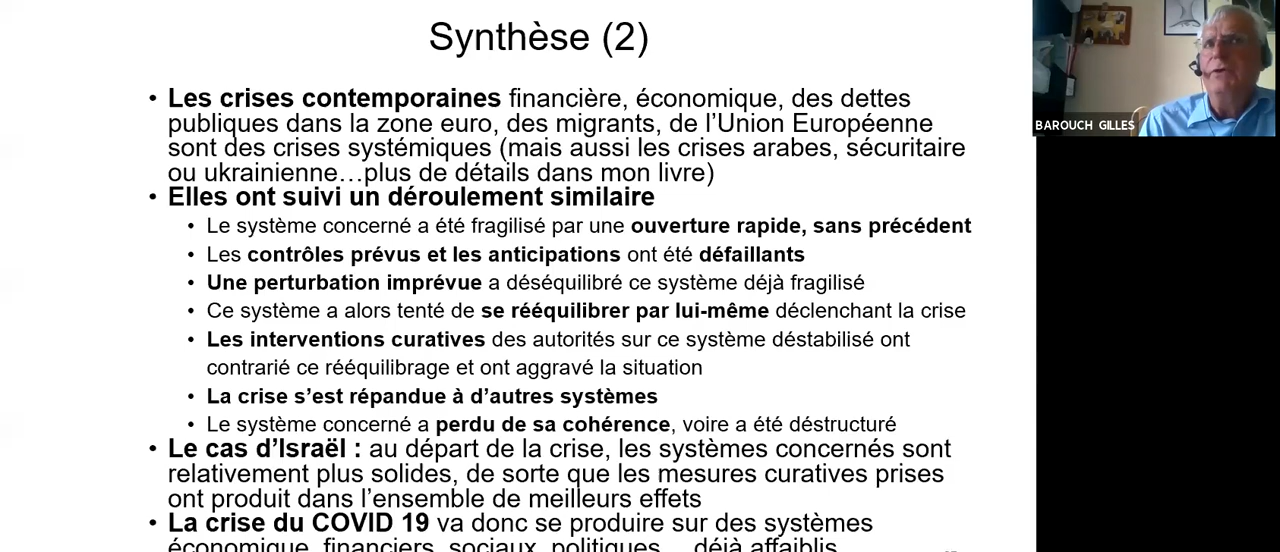 Synthèse (2)
• Les crises contemporaines financière, économique, des dettes
publiques dans la zone euro, des migrants, de l’Union Européenne
sont des crises systémiques (mais aussi les crises arabes, sécuritaire
ou ukrainienne…plus de détails dans mon livre)
• Elles ont suivi un déroulement similaire
• Le système concerné a été fragilisé par une ouverture rapide, sans précédent
• Les contrôles prévus et les anticipations ont été défaillants
• Une perturbation imprévue a déséquilibré ce système déjà fragilisé
• Ce système a alors tenté de se rééquilibrer par lui-même déclenchant la crise
• Les interventions curatives des autorités sur ce système déstabilisé ont
contrarié ce rééquilibrage et ont aggravé la situation
• La crise s’est répandue à d’autres systèmes
• Le système concerné a perdu de sa cohérence, voire a été déstructuré
• Le cas d’Israël : au départ de la crise, les systèmes concernés sont
relativement plus solides, de sorte que les mesures curatives prises
ont produit dans l’ensemble de meilleurs effets
• La crise du COVID 19 va donc se produire sur des systèmes
économique, financiers, sociaux, politiques… déjà affaiblis
BAROUCH GILLES